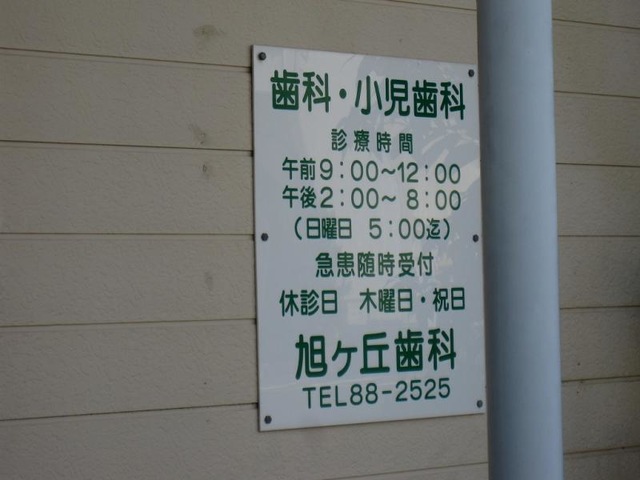 歯科・小児歯科
診療時間
午前9:00～12:00
午後2:00～ 8:00
（日曜日 5:00迄）
急患随時受付
休診日 木曜日・祝日
旭ヶ丘歯科
TEL88-2525